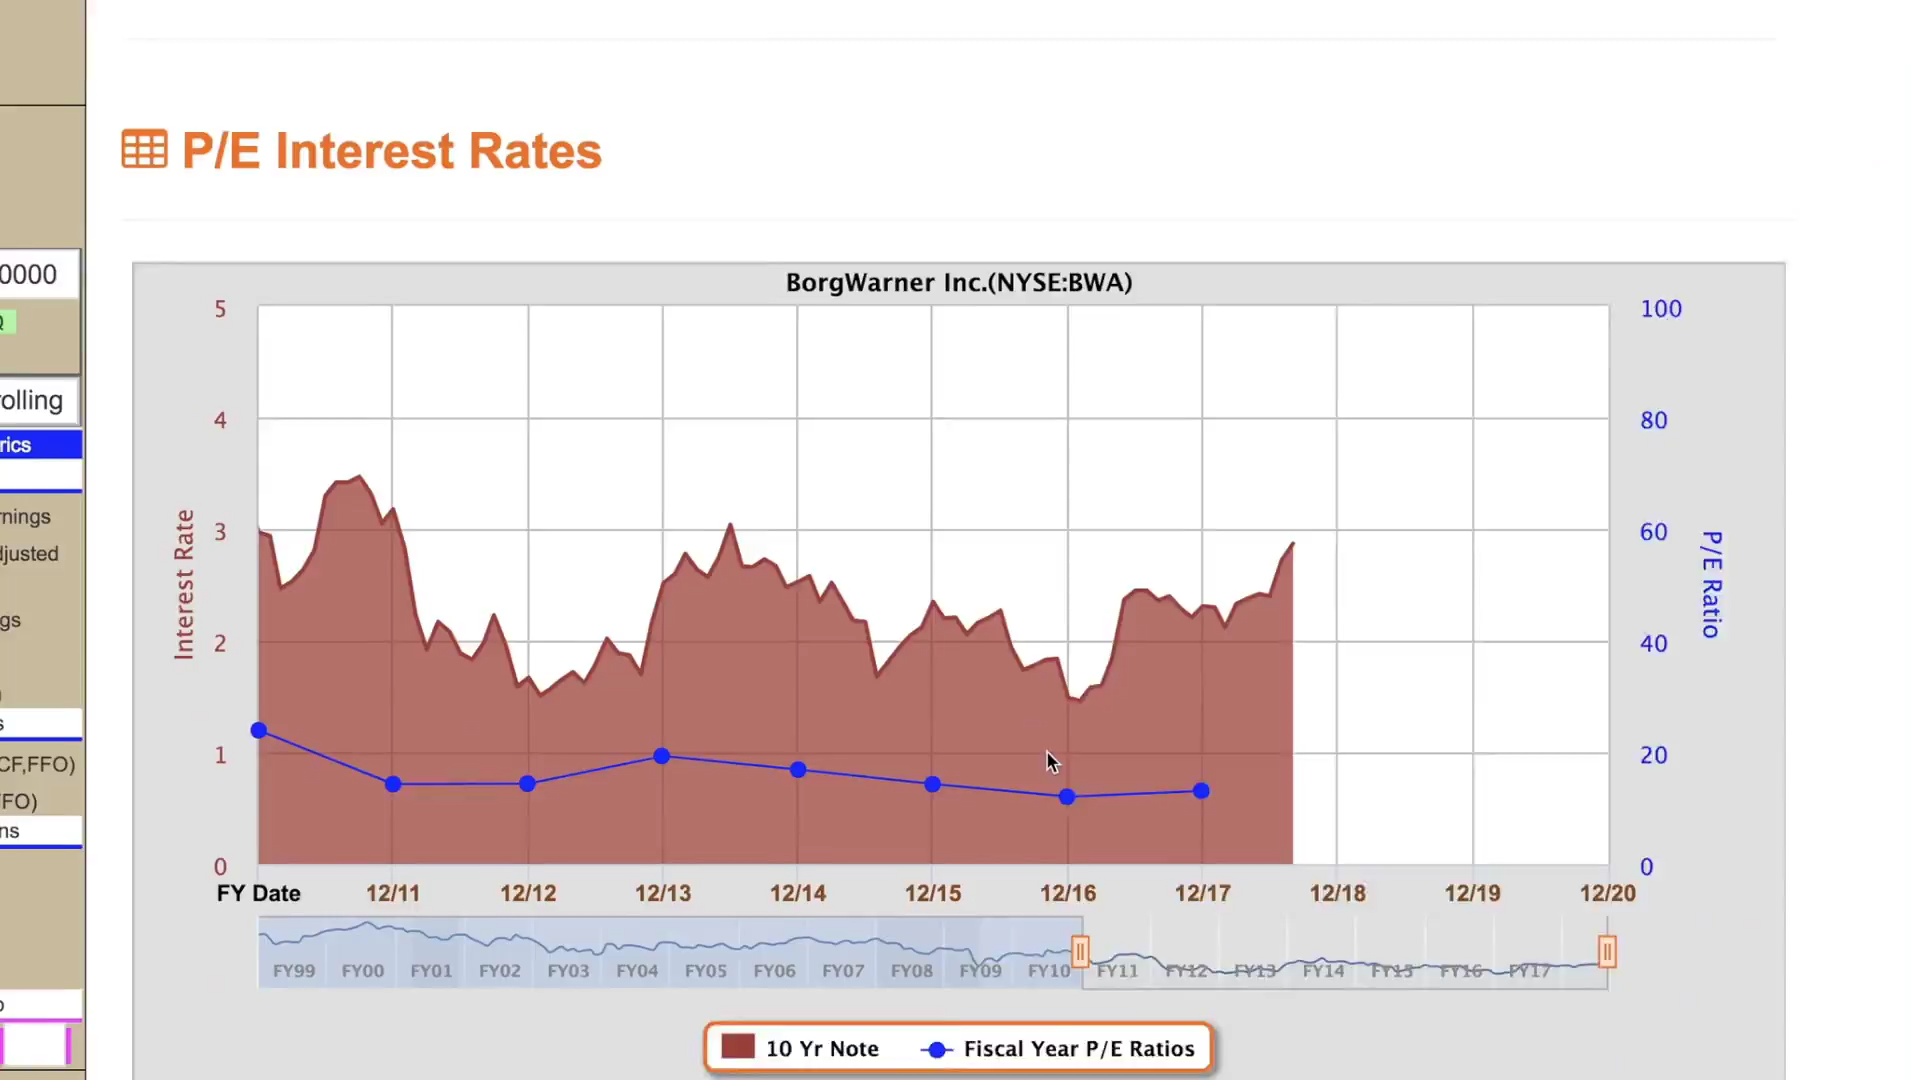 P/E Interest Rates
0000
Q
olling
rics
rnings
djusted
gs
s
CF,FFO)
FO)
ns
BorgWarner Inc.(NYSE:BWA)
5
4
3
2
1
0
Interest Rate
100
80
60
40
20
0
P/E Ratio
FY Date 12/11 12/12 12/13 12/14 12/15 12/16 12/17 12/18 12/19 12/20
FY99 FY00 FY01 FY02 FY03 FY04 FY05 FY06 FY07 FY08 FY09 FY10 FY11 FY12 FY13 FY14 FY15 FY16 FY17
10 Yr Note Fiscal Year P/E Ratios